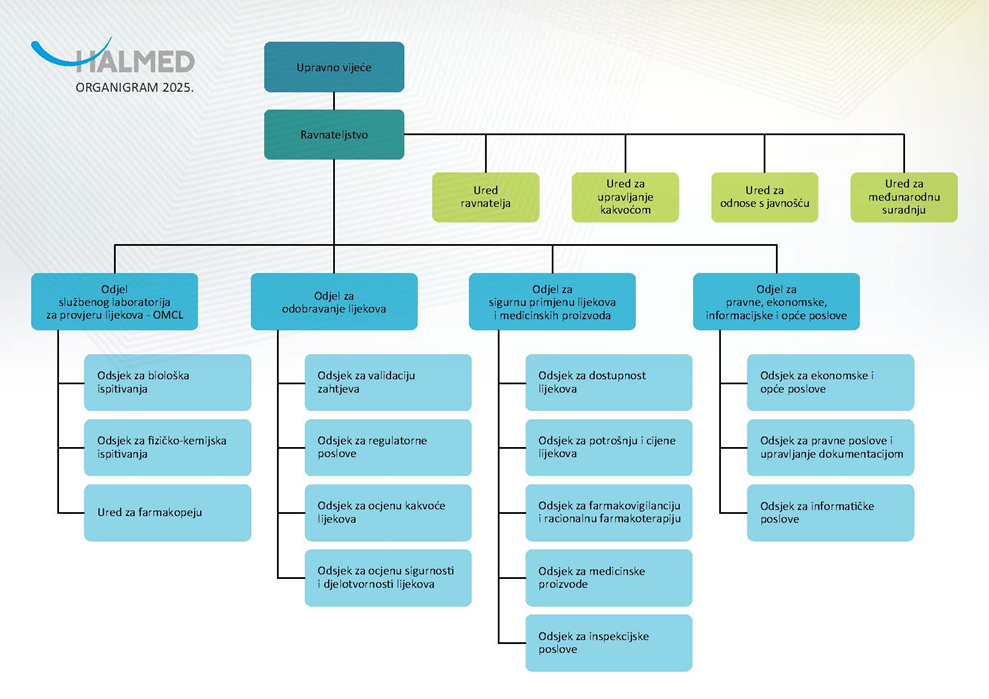 HALMED
ORGANIGRAM 2025.
Upravno vijeće
Ravnateljstvo
Ured
ravnatelja
Ured za
upravljanje
kakvoćom
Ured za
odnose s javnošću
Ured za
međunarodnu
suradnju
Odjel
službenog laboratorija
za provjeru lijekova - OMCL
Odjel za
odobravanje lijekova
Odjel za
sigurnu primjenu lijekova
i medicinskih proizvoda
Odjel za
pravne, ekonomske,
informacijske i opće poslove
Odsjek za biološka
ispitivanja
Odsjek za fizičko-kemijska
ispitivanja
Ured za farmakopeju
Odsjek za validaciju
zahtjeva
Odsjek za regulatorne
poslove
Odsjek za ocjenu kakvoće
lijekova
Odsjek za ocjenu sigurnosti
i djelotvornosti lijekova
Odsjek za dostupnost
lijekova
Odsjek za potrošnju i cijene
lijekova
Odsjek za farmakovigilanciju
i racionalnu farmakoterapiju
Odsjek za medicinske
proizvode
Odsjek za inspekcijske
poslove
Odsjek za ekonomske i
opće poslove
Odsjek za pravne poslove i
upravljanje dokumentacijom
Odsjek za informatičke
poslove